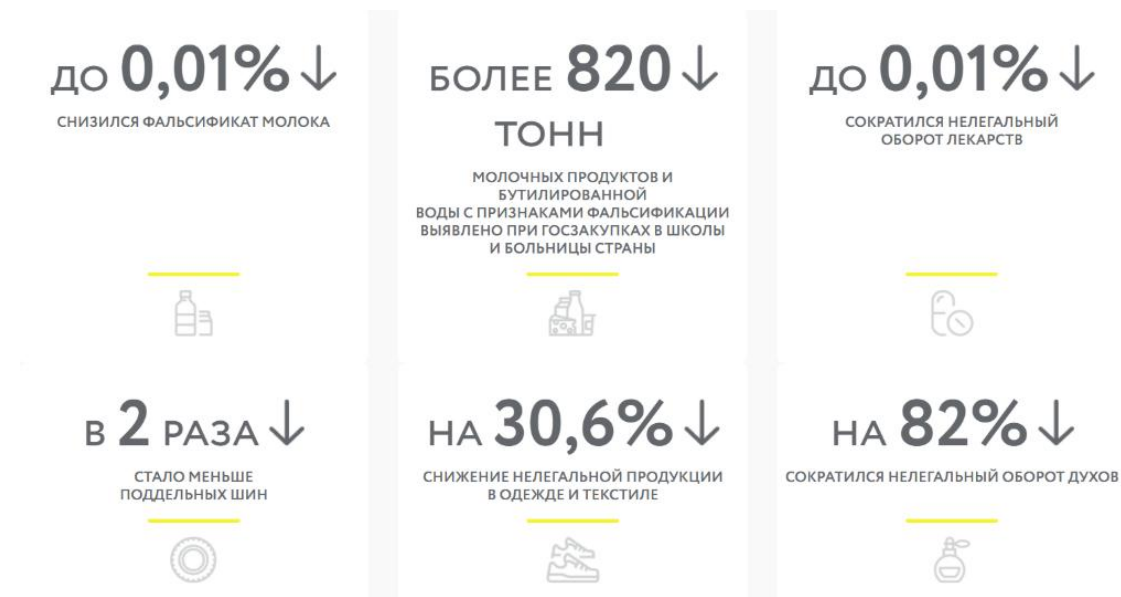 ДО 0,01% ↓
СНИЗИЛСЯ ФАЛЬСИФИКАТ МОЛОКА
БОЛЕЕ 820 ↓
ТОНН
МОЛОЧНЫХ ПРОДУКТОВ И
БУТИЛИРОВАННОЙ
ВОДЫ С ПРИЗНАКАМИ ФАЛЬСИФИКАЦИИ
ВЫЯВЛЕНО ПРИ ГОСЗАКУПКАХ В ШКОЛЫ
И БОЛЬНИЦЫ СТРАНЫ
ДО 0,01% ↓
СОКРАТИЛСЯ НЕЛЕГАЛЬНЫЙ
ОБОРОТ ЛЕКАРСТВ
В 2 РАЗА ↓
СТАЛО МЕНЬШЕ
ПОДДЕЛЬНЫХ ШИН
НА 30,6% ↓
СНИЖЕНИЕ НЕЛЕГАЛЬНОЙ ПРОДУКЦИИ
В ОДЕЖДЕ И ТЕКСТИЛЕ
НА 82% ↓
СОКРАТИЛСЯ НЕЛЕГАЛЬНЫЙ ОБОРОТ ДУХОВ